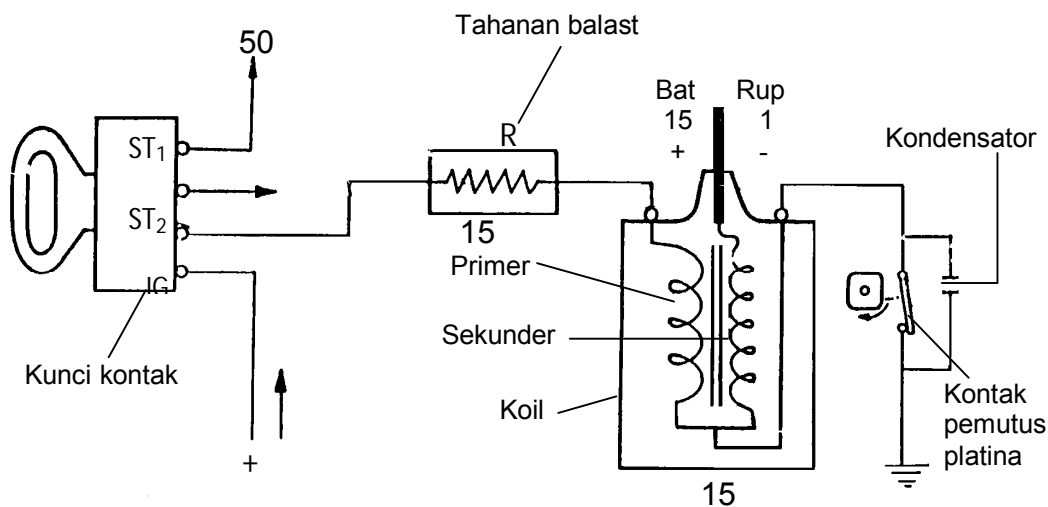 Tahanan balast
50
R
Bat
15
+
Rup
1
-
Kondensator
ST1
ST2
IG
15
Primer
Sekunder
Koil
Kunci kontak
Kontak
pemutus
platina
+
15